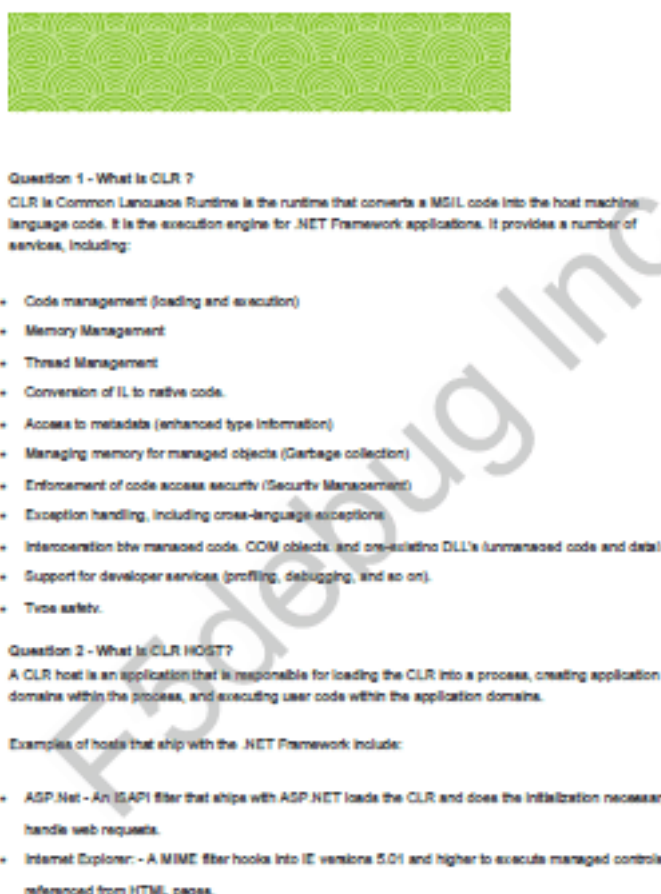 Question 1 - What is CLR ?
CLR is Common Language Runtime is the runtime that converts a MSIL code into the host machine
language code. It is the execution engine for .NET Framework applications. It provides a number of
services, including:
• Code management (loading and execution)
• Memory Management
• Thread Management
• Conversion of IL to native code.
• Access to metadata (enhanced type information)
• Managing memory for managed objects (Garbage collection)
• Enforcement of code access security (Security Management)
• Exception handling, including cross-language exceptions
• Interoperation btw managed code, COM objects, and pre-existing DLL's (unmanaged code and data)
• Support for developer services (profiling, debugging, and so on).
• Type safety.
Question 2 - What is CLR HOST?
A CLR host is an application that is responsible for loading the CLR into a process, creating application
domains within the process, and executing user code within the application domains.
Examples of hosts that ship with the .NET Framework include:
• ASP.Net - An ISAPI filter that ships with ASP.NET loads the CLR and does the initialization
handle web requests.
• Internet Explorer: - A MIME filter hooks into IE versions 5.01 and higher to execute managed controls
referenced from HTML pages.
F5debug Inc